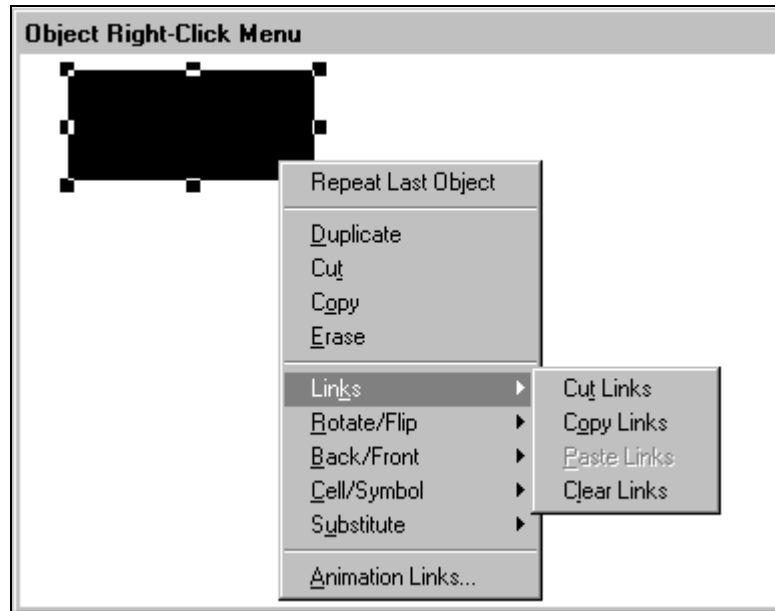 Object Right-Click Menu
Repeat Last Object
Duplicate
Cut
Copy
Erase
Links
Rotate/Flip
Back/Front
Cell/Symbol
Substitute
Animation Links...
Cut Links
Copy Links
Paste Links
Clear Links